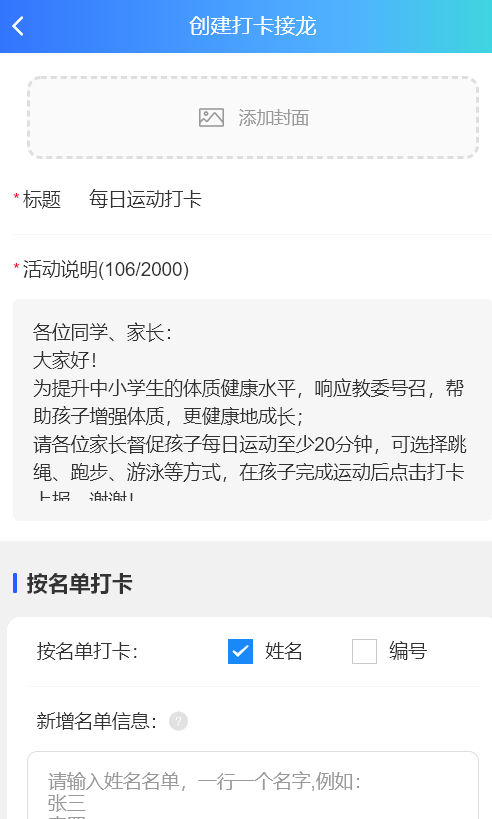 创建打卡接龙
添加封面
*标题 每日运动打卡
*活动说明(106/2000)
各位同学、家长：
大家好！
为提升中小学生的体质健康水平，响应教委号召，帮
助孩子增强体质，更健康地成长；
请各位家长督促孩子每日运动至少20分钟，可选择跳
绳、跑步、游泳等方式，在孩子完成运动后点击打卡
上报，谢谢！
按名单打卡
按名单打卡： 姓名 编号
新增名单信息： ?
请输入姓名名单，一行一个名字,例如：
张三